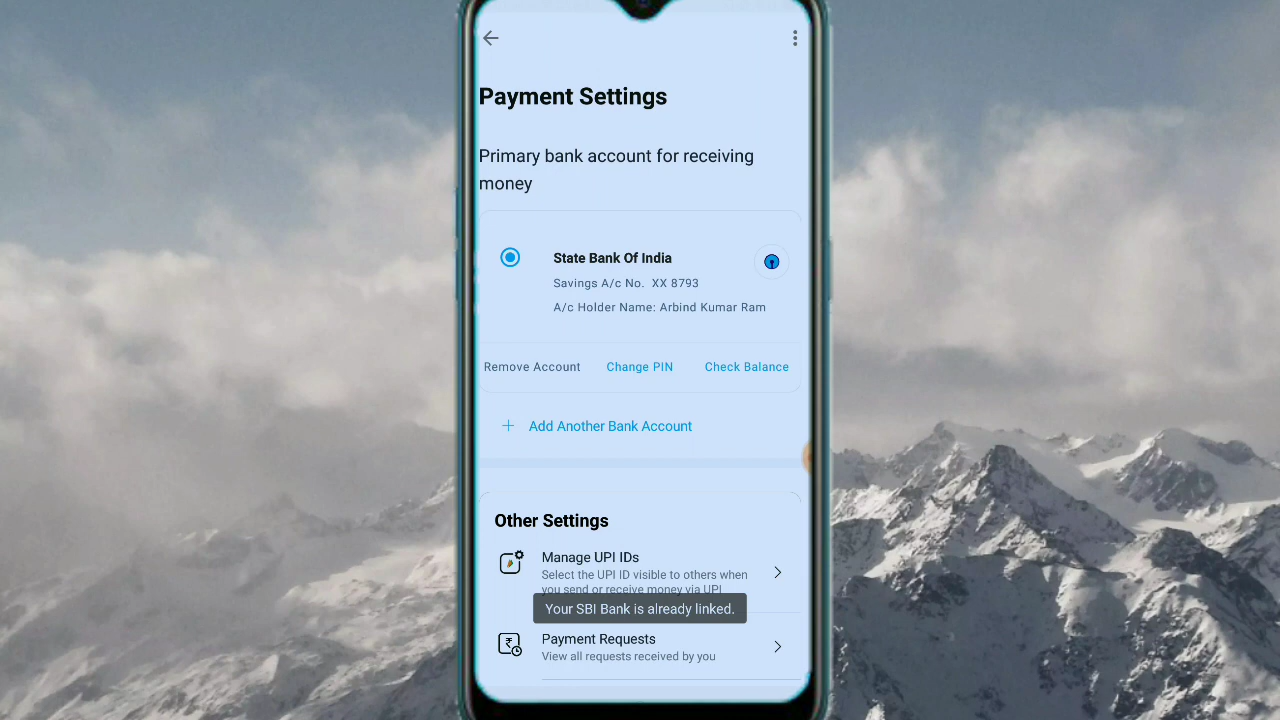 Payment Settings
Primary bank account for receiving
money
State Bank Of India
Savings A/c No. XX 8793
A/c Holder Name: Arbind Kumar Ram
Remove Account Change PIN Check Balance
+ Add Another Bank Account
Other Settings
Manage UPI IDs
Select the UPI ID visible to others when
you send or receive money via UPI
Your SBI Bank is already linked.
Payment Requests
View all requests received by you